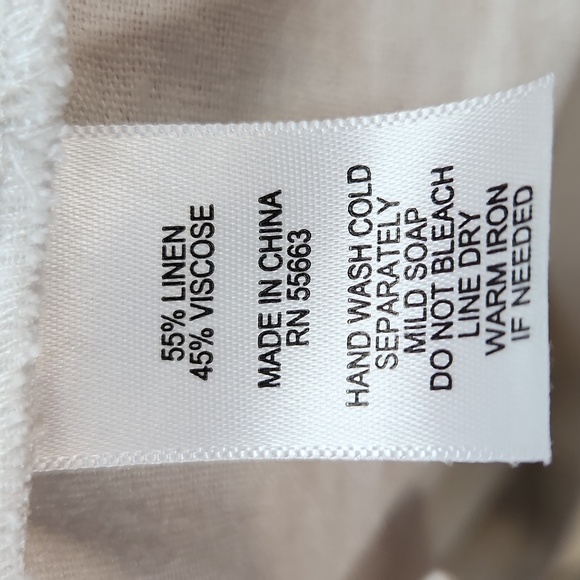 55% LINEN
45% VISCOSE
MADE IN CHINA
RN 55663
HAND WASH COLD
SEPARATELY
MILD SOAP
DO NOT BLEACH
LINE DRY
WARM IRON
IF NEEDED